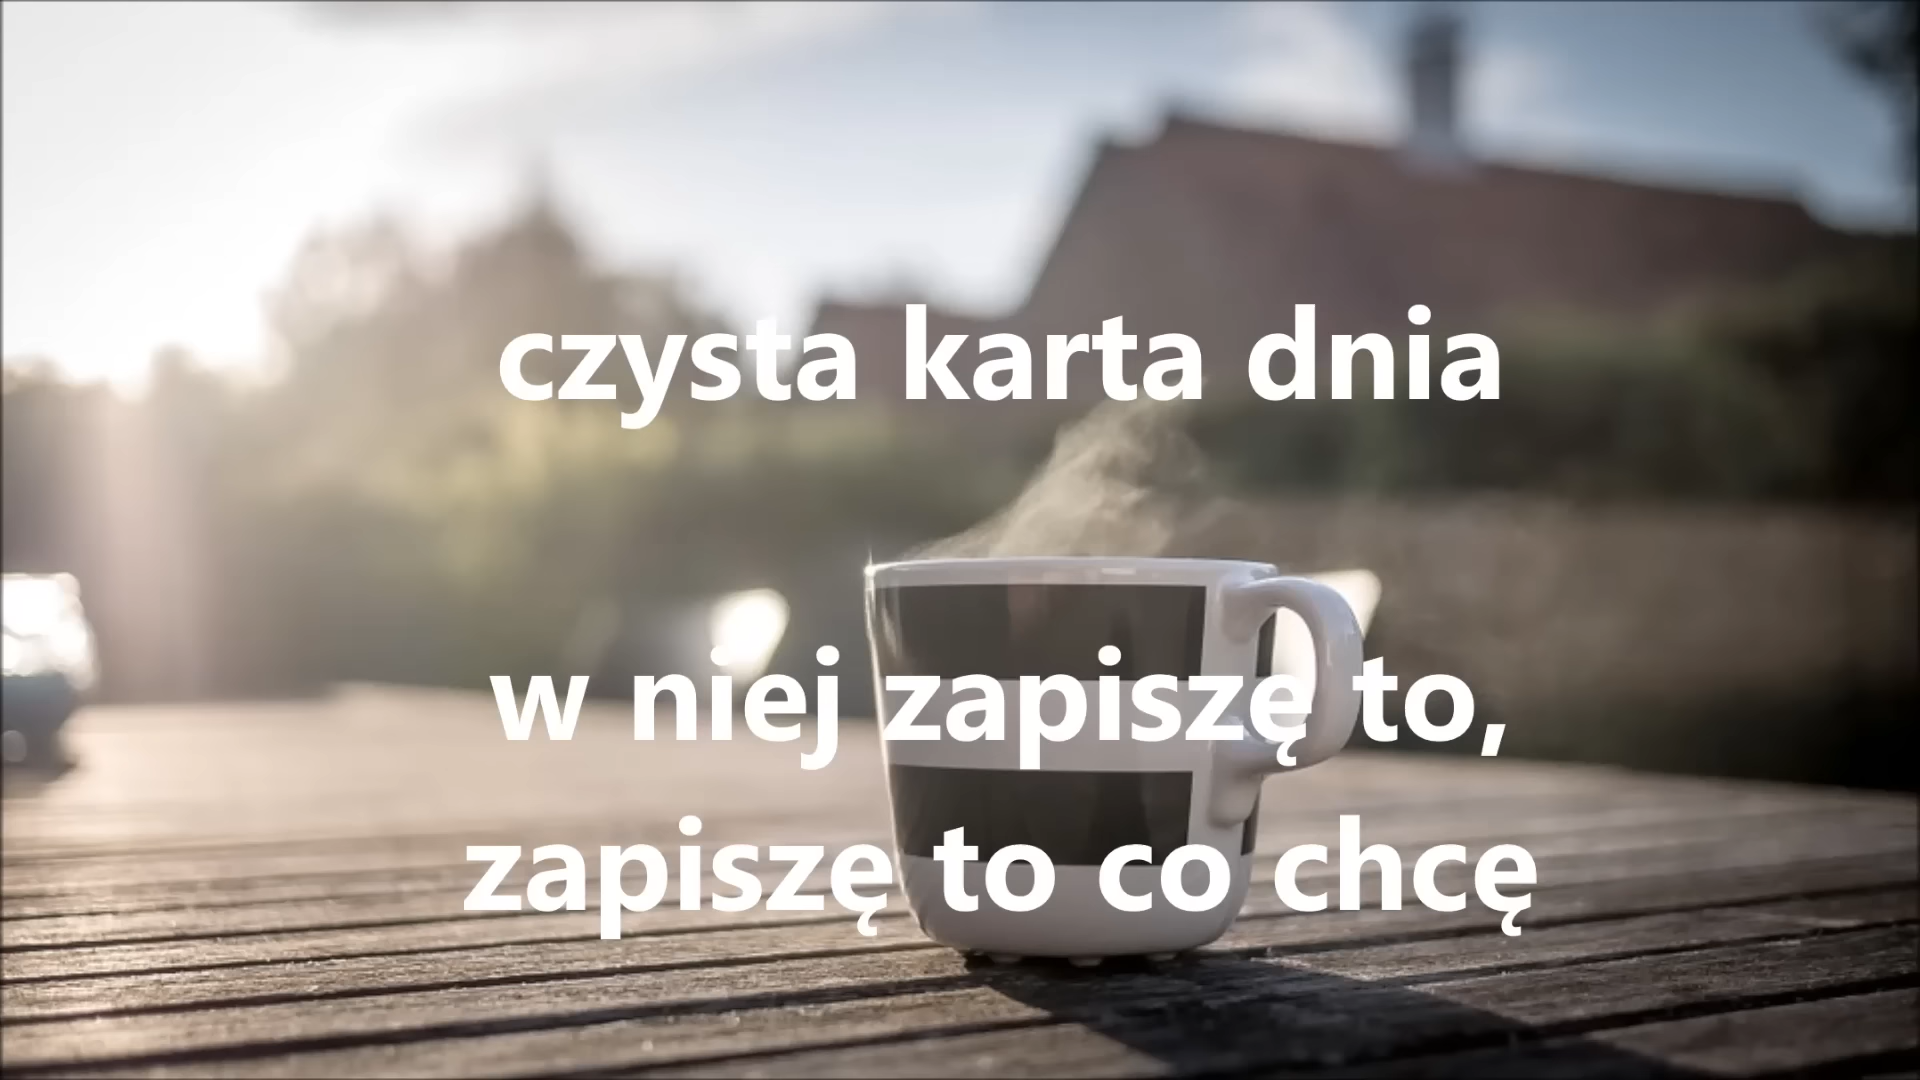 czysta karta dnia
w niej zapiszę to,
zapiszę to co chcę